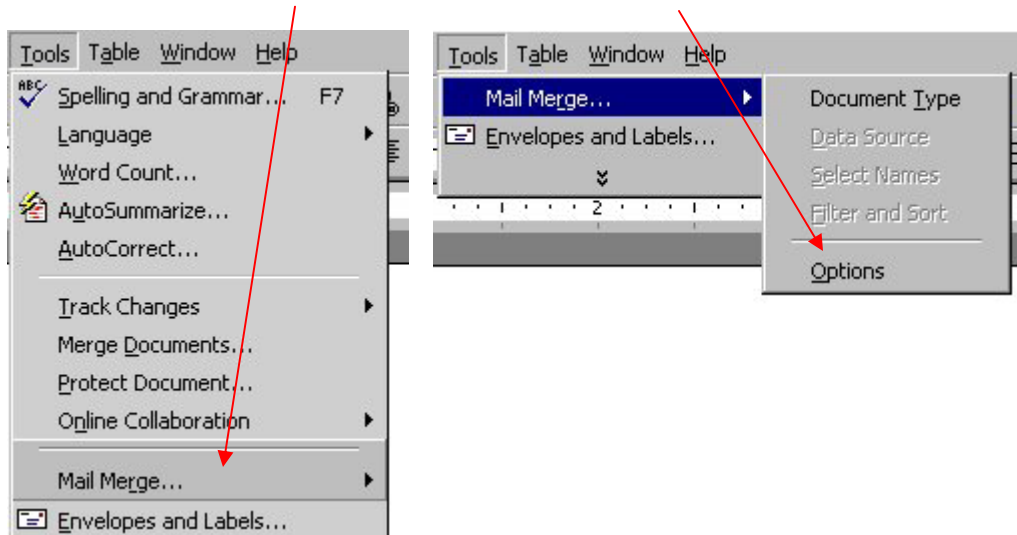 Tools Table Window Help
ABC Spelling and Grammar... F7
Language
Word Count...
AutoSummarize...
AutoCorrect...
Track Changes
Merge Documents...
Protect Document...
Online Collaboration
Mail Merge...
Envelopes and Labels...
Tools Table Window Help
Mail Merge...
Envelopes and Labels...
2
Document Type
Data Source
Select Names
Filter and Sort
Options